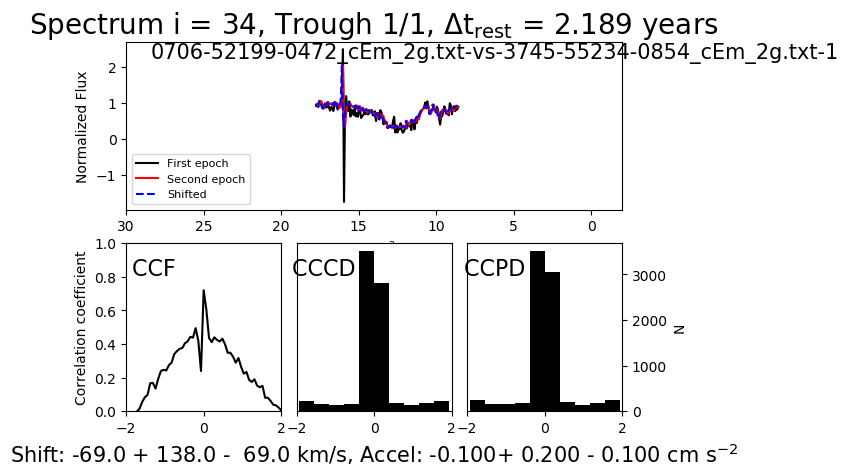 Spectrum i = 34, Trough 1/1, Δt_rest = 2.189 years
0706-52199-0472_cEm_2g.txt-vs-3745-55234-0854_cEm_2g.txt-1
Normalized Flux
2
1
0
−1
First epoch
Second epoch
Shifted
30 25 20 15 10 5 0
Correlation coefficient
1.0
0.8
0.6
0.4
0.2
0.0
CCF
−2 0 2
CCCD
−2 0 2
CCPD
−2 0 2
3000
2000
1000
0
N
Shift: -69.0 + 138.0 - 69.0 km/s, Accel: -0.100+ 0.200 - 0.100 cm s⁻²